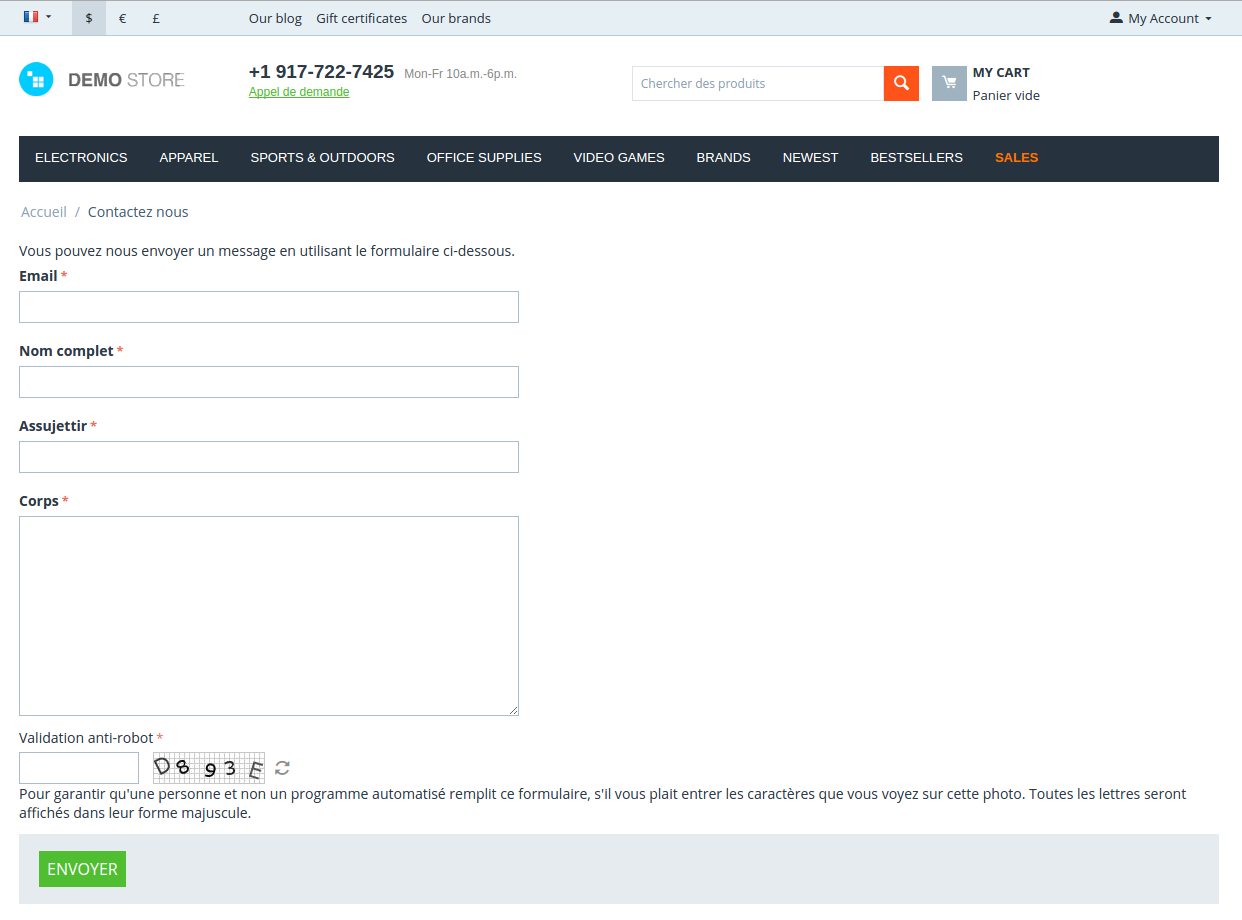 $ € £ Our blog Gift certificates Our brands My Account
DEMO STORE
+1 917-722-7425 Mon-Fr 10a.m.-6p.m.
Appel de demande
Chercher des produits
MY CART
Panier vide
ELECTRONICS APPAREL SPORTS & OUTDOORS OFFICE SUPPLIES VIDEO GAMES BRANDS NEWEST BESTSELLERS SALES
Accueil / Contactez nous
Vous pouvez nous envoyer un message en utilisant le formulaire ci-dessous.
Email *
Nom complet *
Assujettir *
Corps *
Validation anti-robot *
D893E
Pour garantir qu'une personne et non un programme automatisé remplit ce formulaire, s'il vous plait entrer les caractères que vous voyez sur cette photo. Toutes les lettres seront
affichés dans leur forme majuscule.
ENVOYER